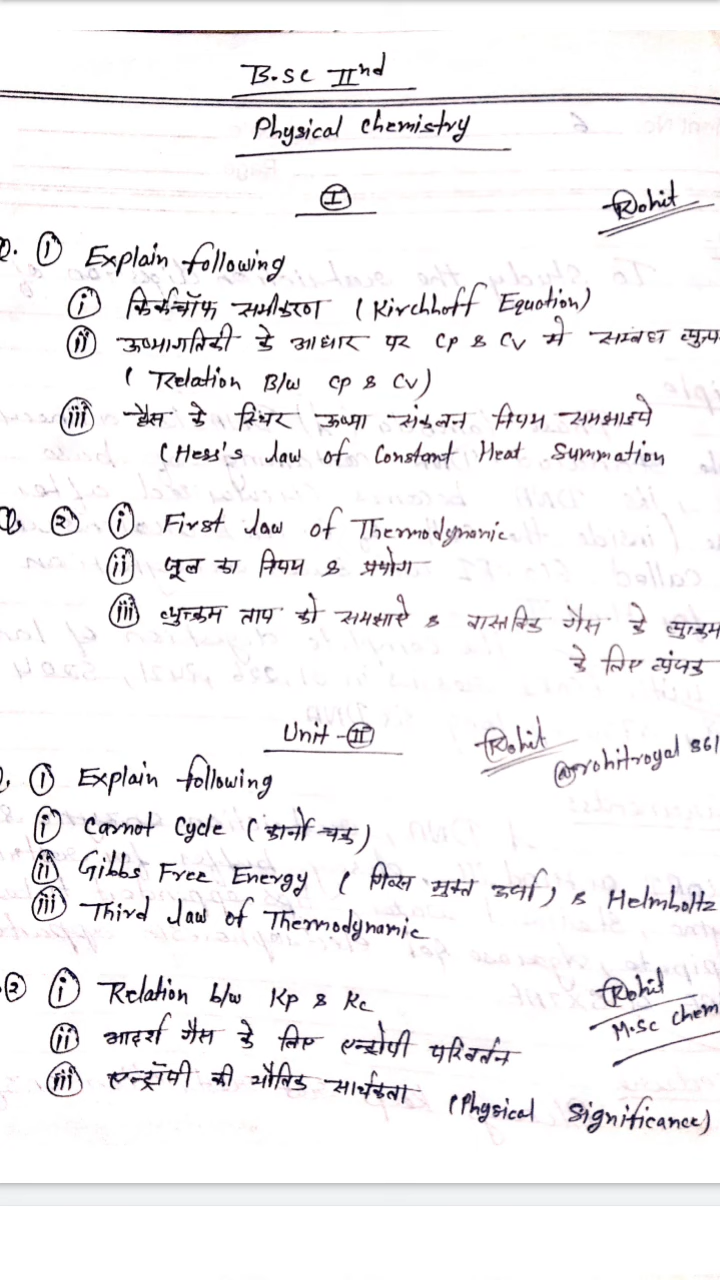 B.sc IInd
Physical chemistry
I
Rohit
Q. 1 Explain following
i किर्कचॉफ समीकरण ( Kirchhoff Equation)
ii ऊष्मागतिकी के आधार पर Cp & Cv में सम्बंध
( Relation B/w Cp & Cv)
iii हैस के स्थिर ऊष्मा संकलन नियम समझाइये
(Hess's law of Constant Heat Summation
Q. 2 i First law of Thermodynamic
ii जूल का नियम & प्रयोग
iii व्युत्क्रम ताप को समझाऐ & वास्तविक गैस के व्युत्क्रम
के लिए व्यंजक
Unit - II
Rohit
@rohitroyal 861
1 Explain following
i Carnot Cycle (कार्नो चक्र)
ii Gibbs Free Energy ( गिब्स मुक्त ऊर्जा) & Helmholtz
iii Third law of Thermodynamic
2 i Relation b/w Kp & Kc
Rohit
M.sc chem
ii आदर्श गैस के लिए एन्ट्रोपी परिवर्तन
iii एन्ट्रॉपी की भौतिक सार्थकता (Physical Significance)